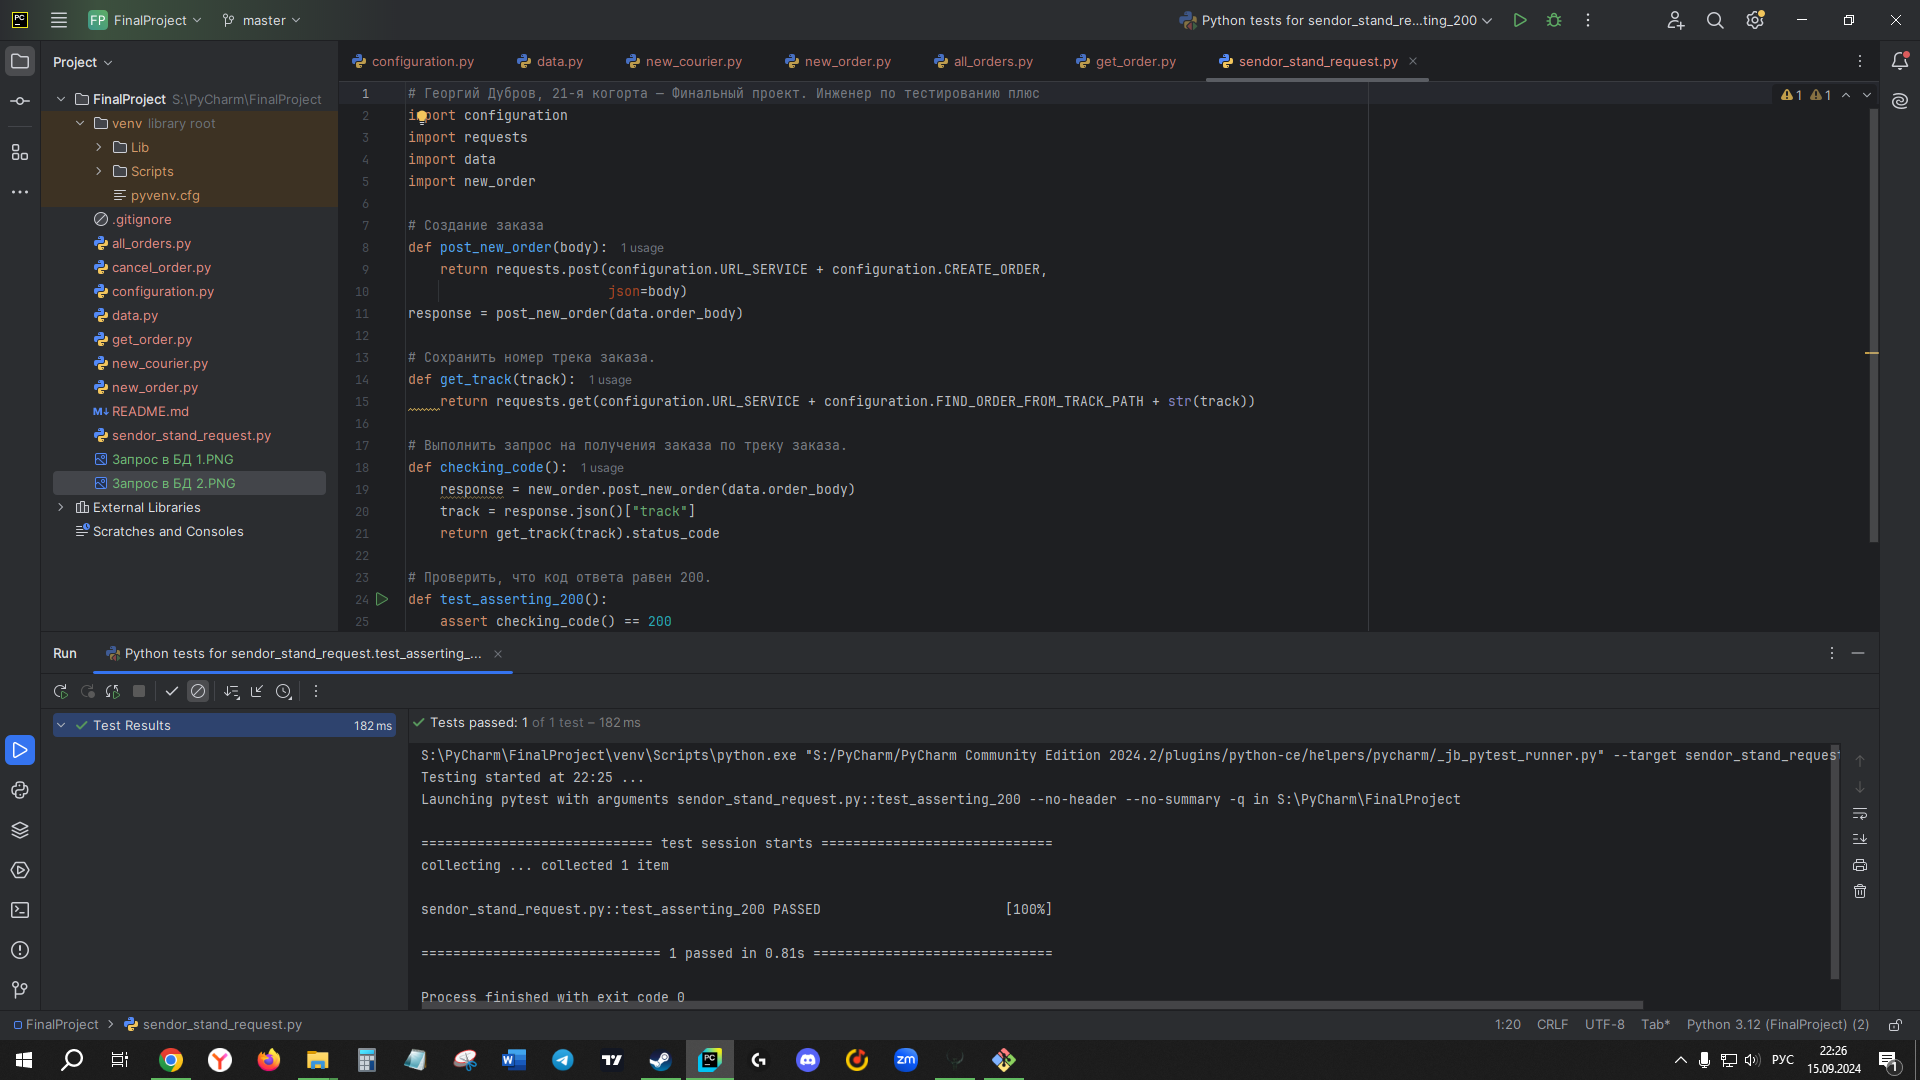 FP FinalProject master Python tests for sendor_stand_re...ting_200
Project configuration.py data.py new_courier.py new_order.py all_orders.py get_order.py sendor_stand_request.py
FinalProject S:\PyCharm\FinalProject
venv library root
Lib
Scripts
pyvenv.cfg
.gitignore
all_orders.py
cancel_order.py
configuration.py
data.py
get_order.py
new_courier.py
new_order.py
README.md
sendor_stand_request.py
Запрос в БД 1.PNG
Запрос в БД 2.PNG
External Libraries
Scratches and Consoles
1 # Георгий Дубров, 21-я когорта — Финальный проект. Инженер по тестированию плюс 1 1
2 import configuration
3 import requests
4 import data
5 import new_order
6
7 # Создание заказа
8 def post_new_order(body): 1 usage
9 return requests.post(configuration.URL_SERVICE + configuration.CREATE_ORDER,
10 json=body)
11 response = post_new_order(data.order_body)
12
13 # Сохранить номер трека заказа.
14 def get_track(track): 1 usage
15 return requests.get(configuration.URL_SERVICE + configuration.FIND_ORDER_FROM_TRACK_PATH + str(track))
16
17 # Выполнить запрос на получения заказа по треку заказа.
18 def checking_code(): 1 usage
19 response = new_order.post_new_order(data.order_body)
20 track = response.json()["track"]
21 return get_track(track).status_code
22
23 # Проверить, что код ответа равен 200.
24 def test_asserting_200():
25 assert checking_code() == 200
Run Python tests for sendor_stand_request.test_asserting_...
Test Results 182 ms
Tests passed: 1 of 1 test – 182 ms
S:\PyCharm\FinalProject\venv\Scripts\python.exe "S:/PyCharm/PyCharm Community Edition 2024.2/plugins/python-ce/helpers/pycharm/_jb_pytest_runner.py" --target sendor_stand_request
Testing started at 22:25 ...
Launching pytest with arguments sendor_stand_request.py::test_asserting_200 --no-header --no-summary -q in S:\PyCharm\FinalProject
============================= test session starts =============================
collecting ... collected 1 item
sendor_stand_request.py::test_asserting_200 PASSED [100%]
============================== 1 passed in 0.81s ==============================
Process finished with exit code 0
FinalProject sendor_stand_request.py 1:20 CRLF UTF-8 Tab* Python 3.12 (FinalProject) (2)
РУС 22:26
15.09.2024 1